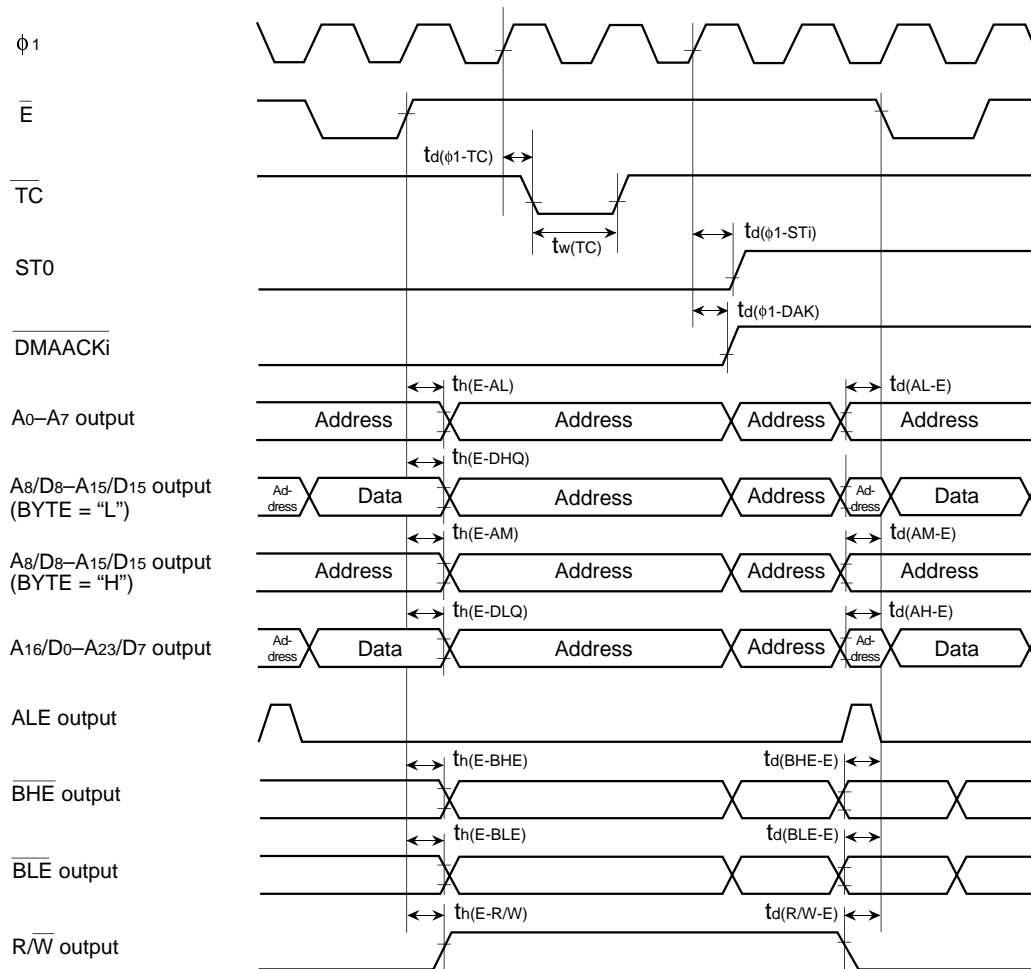 ϕ1
E
td(ϕ1-TC)
TC
tw(TC)
td(ϕ1-STi)
ST0
td(ϕ1-DAK)
DMAACKi
th(E-AL) td(AL-E)
A0–A7 output Address Address Address Address
th(E-DHQ)
A8/D8–A15/D15 output
(BYTE = “L”)
Ad-
dress
Data Address Address
Ad-
dress
Data
th(E-AM) td(AM-E)
A8/D8–A15/D15 output
(BYTE = “H”)
Address Address Address Address
th(E-DLQ) td(AH-E)
A16/D0–A23/D7 output
Ad-
dress
Data Address Address
Ad-
dress
Data
ALE output
th(E-BHE) td(BHE-E)
BHE output
th(E-BLE) td(BLE-E)
BLE output
th(E-R/W) td(R/W-E)
R/W output